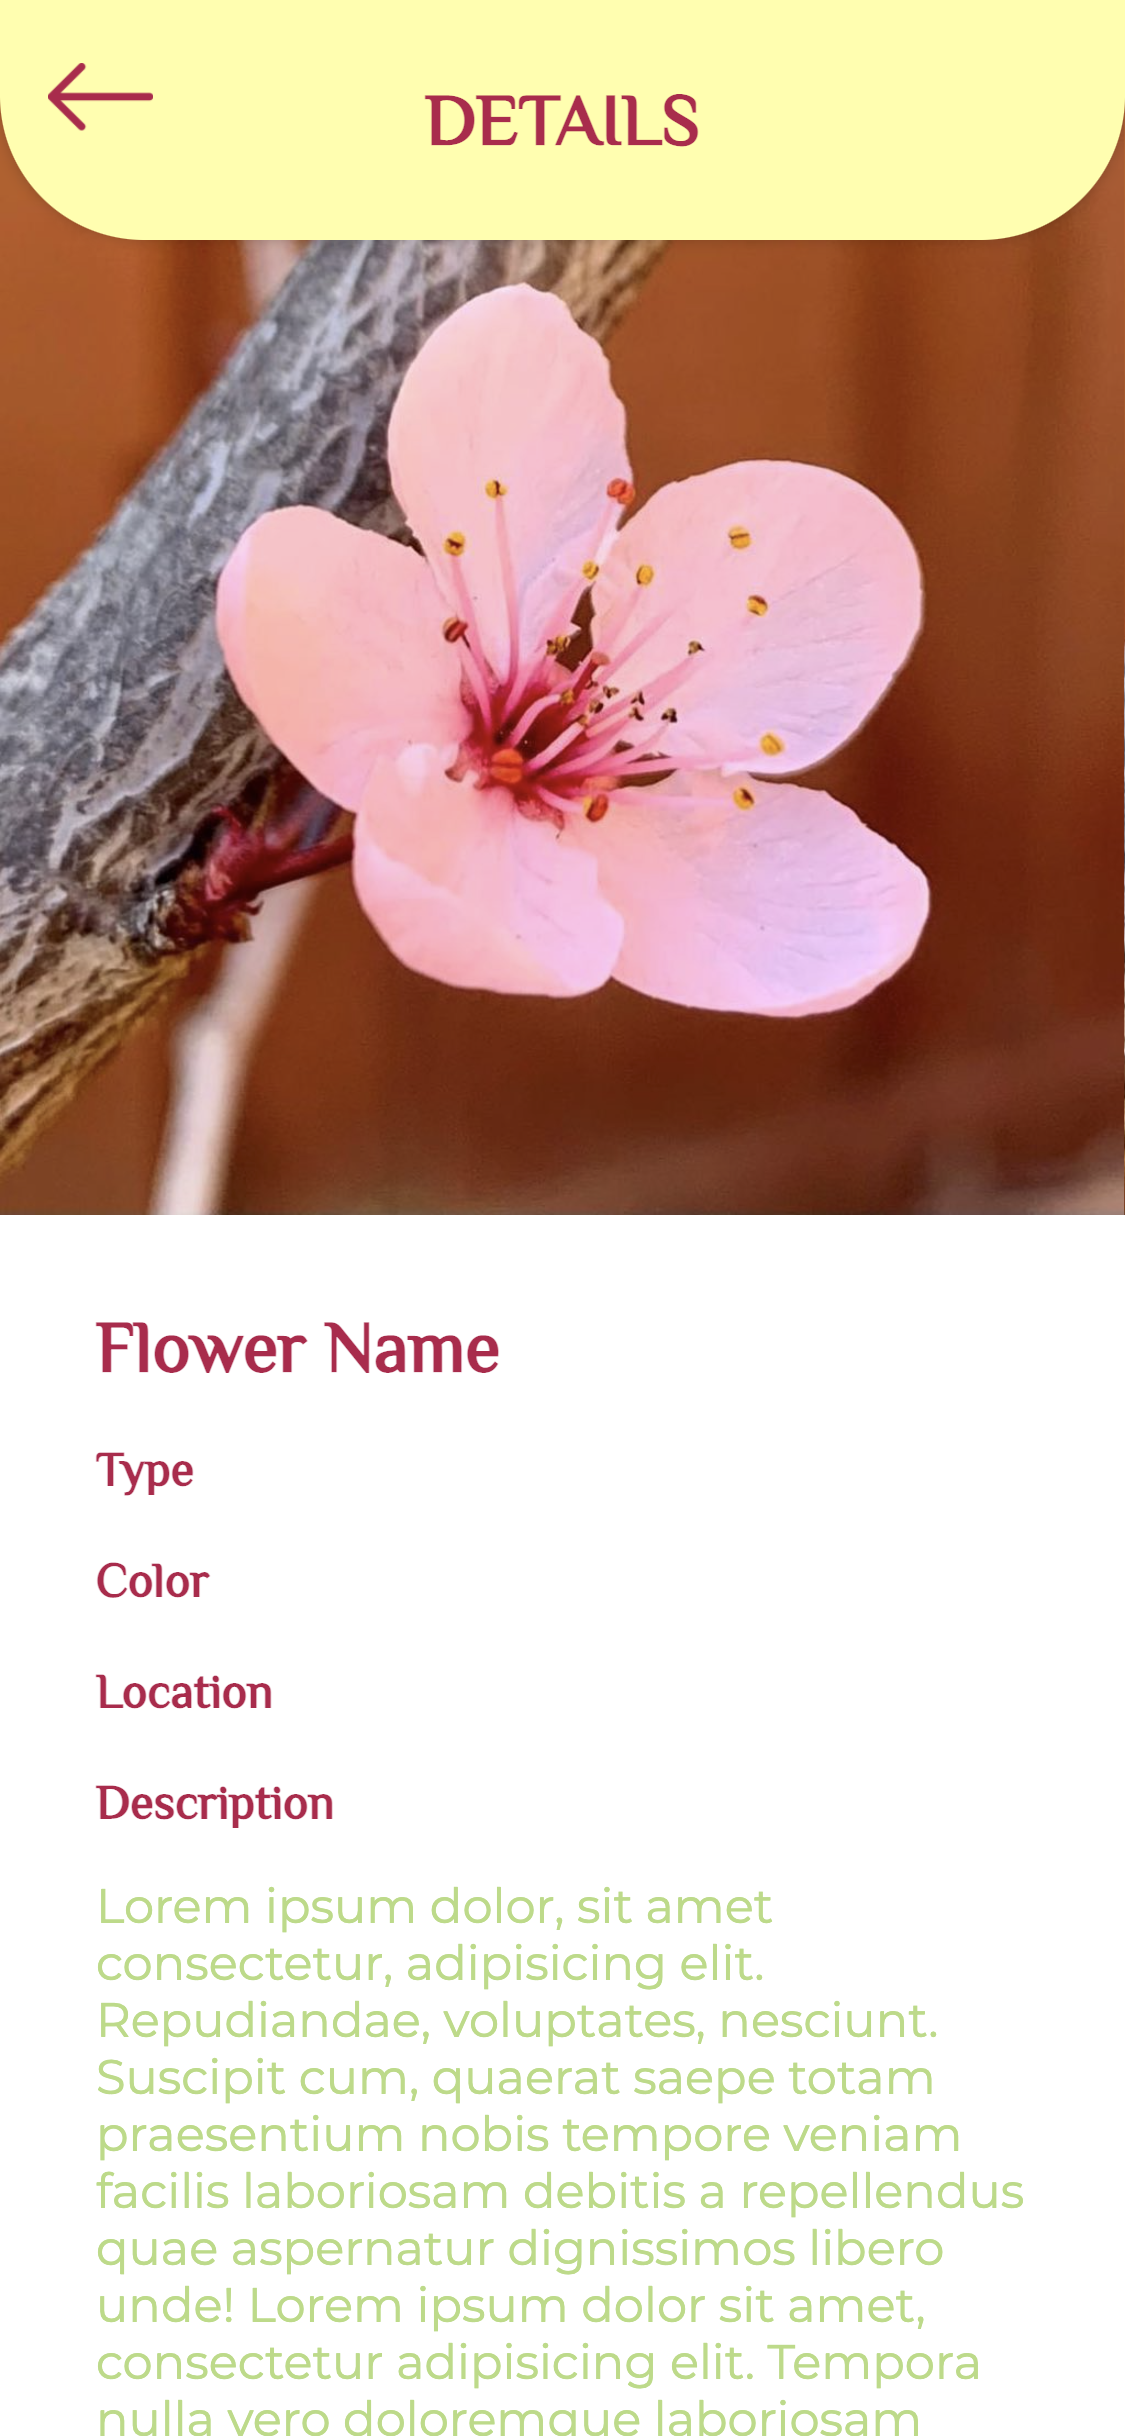 DETAILS
Flower Name
Type
Color
Location
Description
Lorem ipsum dolor, sit amet
consectetur, adipisicing elit.
Repudiandae, voluptates, nesciunt.
Suscipit cum, quaerat saepe totam
praesentium nobis tempore veniam
facilis laboriosam debitis a repellendus
quae aspernatur dignissimos libero
unde! Lorem ipsum dolor sit amet,
consectetur adipisicing elit. Tempora
nulla vero doloremque laboriosam